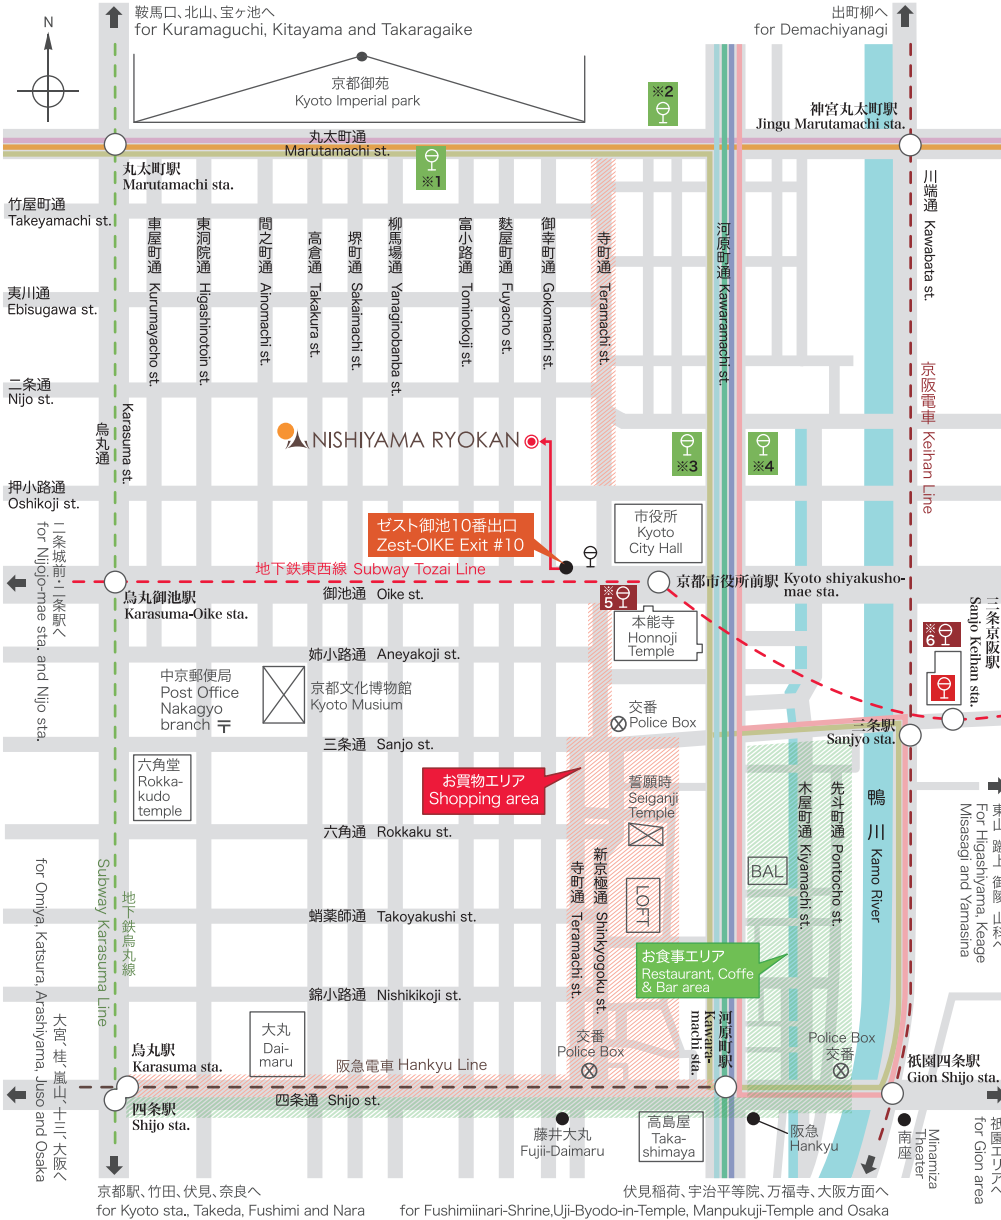 鞍馬口、北山、宝ヶ池へ
for Kuramaguchi, Kitayama and Takaragaike
出町柳へ
for Demachiyanagi
N
京都御苑
Kyoto Imperial park
※2
神宮丸太町駅
Jingu Marutamachi sta.
丸太町通
Marutamachi st.
※1
丸太町駅
Marutamachi sta.
竹屋町通
Takeyamachi st.
車屋町通 Kurumayacho st.
東洞院通 Higashinotoin st.
間之町通 Ainomachi st.
高倉通 Takakura st.
堺町通 Sakaimachi st.
柳馬場通 Yanaginobanba st.
富小路通 Tominokoji st.
麩屋町通 Fuyacho st.
御幸町通 Gokomachi st.
寺町通 Teramachi st.
河原町通 Kawaramachi st.
川端通 Kawabata st.
夷川通
Ebisugawa st.
二条通
Nijo st.
烏丸通
Karasuma st.
京阪電車 Keihan Line
NISHIYAMA RYOKAN
※3
※4
押小路通
Oshikoji st.
ゼスト御池10番出口
Zest-OIKE Exit #10
市役所
Kyoto
City Hall
二条城前・二条駅へ
for Nijojo-mae sta. and Nijo sta.
地下鉄東西線 Subway Tozai Line
京都市役所前駅 Kyoto shiyakusho-
mae sta.
烏丸御池駅
Karasuma-Oike sta.
御池通 Oike st.
※5
本能寺
Honnoji
Temple
三条京阪駅
Sanjo Keihan sta.
※6
姉小路通 Aneyakoji st.
中京郵便局
Post Office
Nakagyo
branch 〒
京都文化博物館
Kyoto Musium
交番
Police Box
三条通 Sanjo st.
三条駅
Sanjyo sta.
六角堂
Rokka-
kudo
temple
お買物エリア
Shopping area
誓願時
Seiganji
Temple
六角通 Rokkaku st.
木屋町通 Kiyamachi st.
先斗町通 Pontocho st.
鴨川 Kamo River
東山、蹴上、御陵、山科へ
For Higashiyama, Keage
Misasagi and Yamasina
BAL
LOFT
地下鉄烏丸線
Subway Karasuma Line
蛸薬師通 Takoyakushi st.
寺町通 Teramachi st.
新京極通 Shinkyogoku st.
お食事エリア
Restaurant, Coffe
& Bar area
錦小路通 Nishikikoji st.
大宮、桂、嵐山、十三、大阪へ
for Omiya, Katsura, Arashiyama, Juso and Osaka
大丸
Dai-
maru
河原町駅
Kawara-
machi sta.
交番
Police Box
Police Box
交番
烏丸駅
Karasuma sta.
阪急電車 Hankyu Line
祇園四条駅
Gion Shijo sta.
四条通 Shijo st.
四条駅
Shijo sta.
藤井大丸
Fujii-Daimaru
高島屋
Taka-
shimaya
阪急
Hankyu
南座
Minamiza
Theater
祇園エリアへ
for Gion area
京都駅、竹田、伏見、奈良へ
for Kyoto sta., Takeda, Fushimi and Nara
伏見稲荷、宇治平等院、万福寺、大阪方面へ
for Fushimiinari-Shrine,Uji-Byodo-in-Temple, Manpukuji-Temple and Osaka